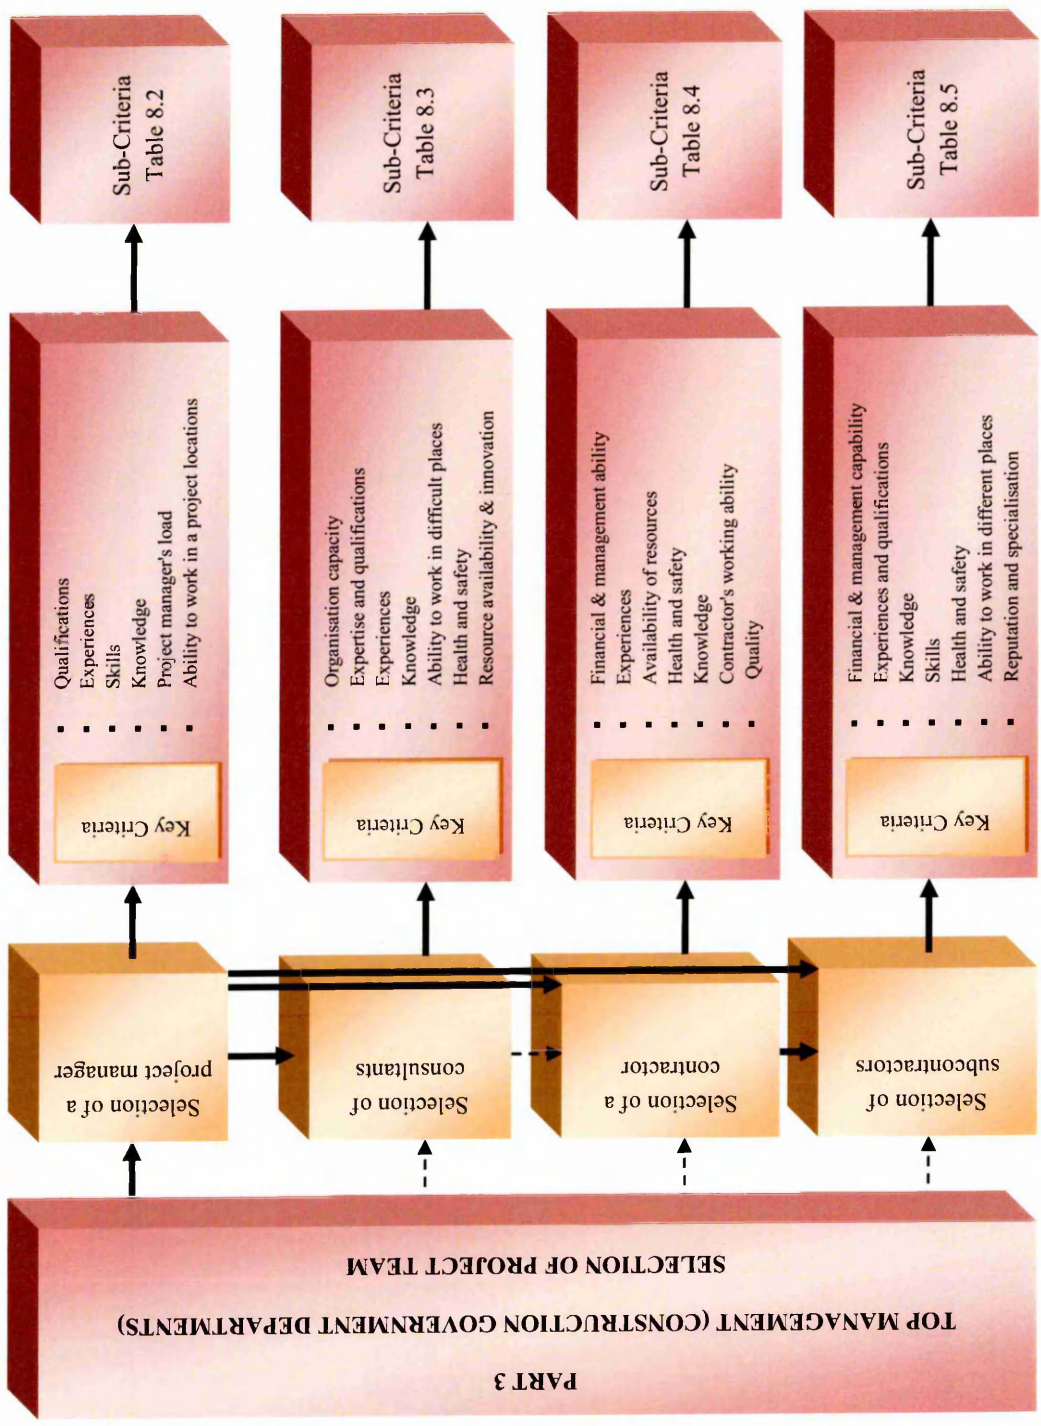 PART 3
TOP MANAGEMENT (CONSTRUCTION GOVERNMENT DEPARTMENTS)
SELECTION OF PROJECT TEAM
Selection of a
project manager
Key Criteria
▪ Qualifications
▪ Experiences
▪ Skills
▪ Knowledge
▪ Project manager's load
▪ Ability to work in a project locations
Sub-Criteria
Table 8.2
Selection of
consultants
Key Criteria
▪ Organisation capacity
▪ Expertise and qualifications
▪ Experiences
▪ Knowledge
▪ Ability to work in difficult places
▪ Health and safety
▪ Resource availability & innovation
Sub-Criteria
Table 8.3
Selection of a
contractor
Key Criteria
▪ Financial & management ability
▪ Experiences
▪ Availability of resources
▪ Health and safety
▪ Knowledge
▪ Contractor's working ability
▪ Quality
Sub-Criteria
Table 8.4
Selection of
subcontractors
Key Criteria
▪ Financial & management capability
▪ Experiences and qualifications
▪ Knowledge
▪ Skills
▪ Health and safety
▪ Ability to work in different places
▪ Reputation and specialisation
Sub-Criteria
Table 8.5